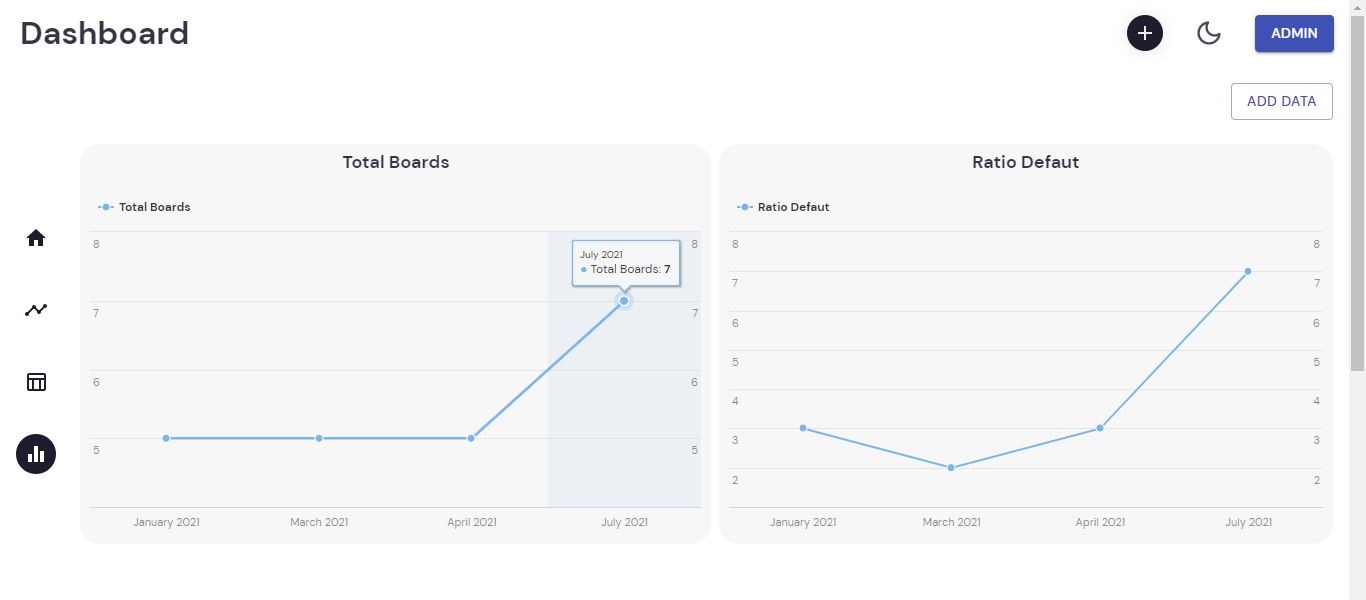 Dashboard
ADMIN
ADD DATA
Total Boards
Total Boards
8 8
July 2021
Total Boards: 7
7 7
6 6
5 5
January 2021 March 2021 April 2021 July 2021
Ratio Defaut
Ratio Defaut
8 8
7 7
6 6
5 5
4 4
3 3
2 2
January 2021 March 2021 April 2021 July 2021